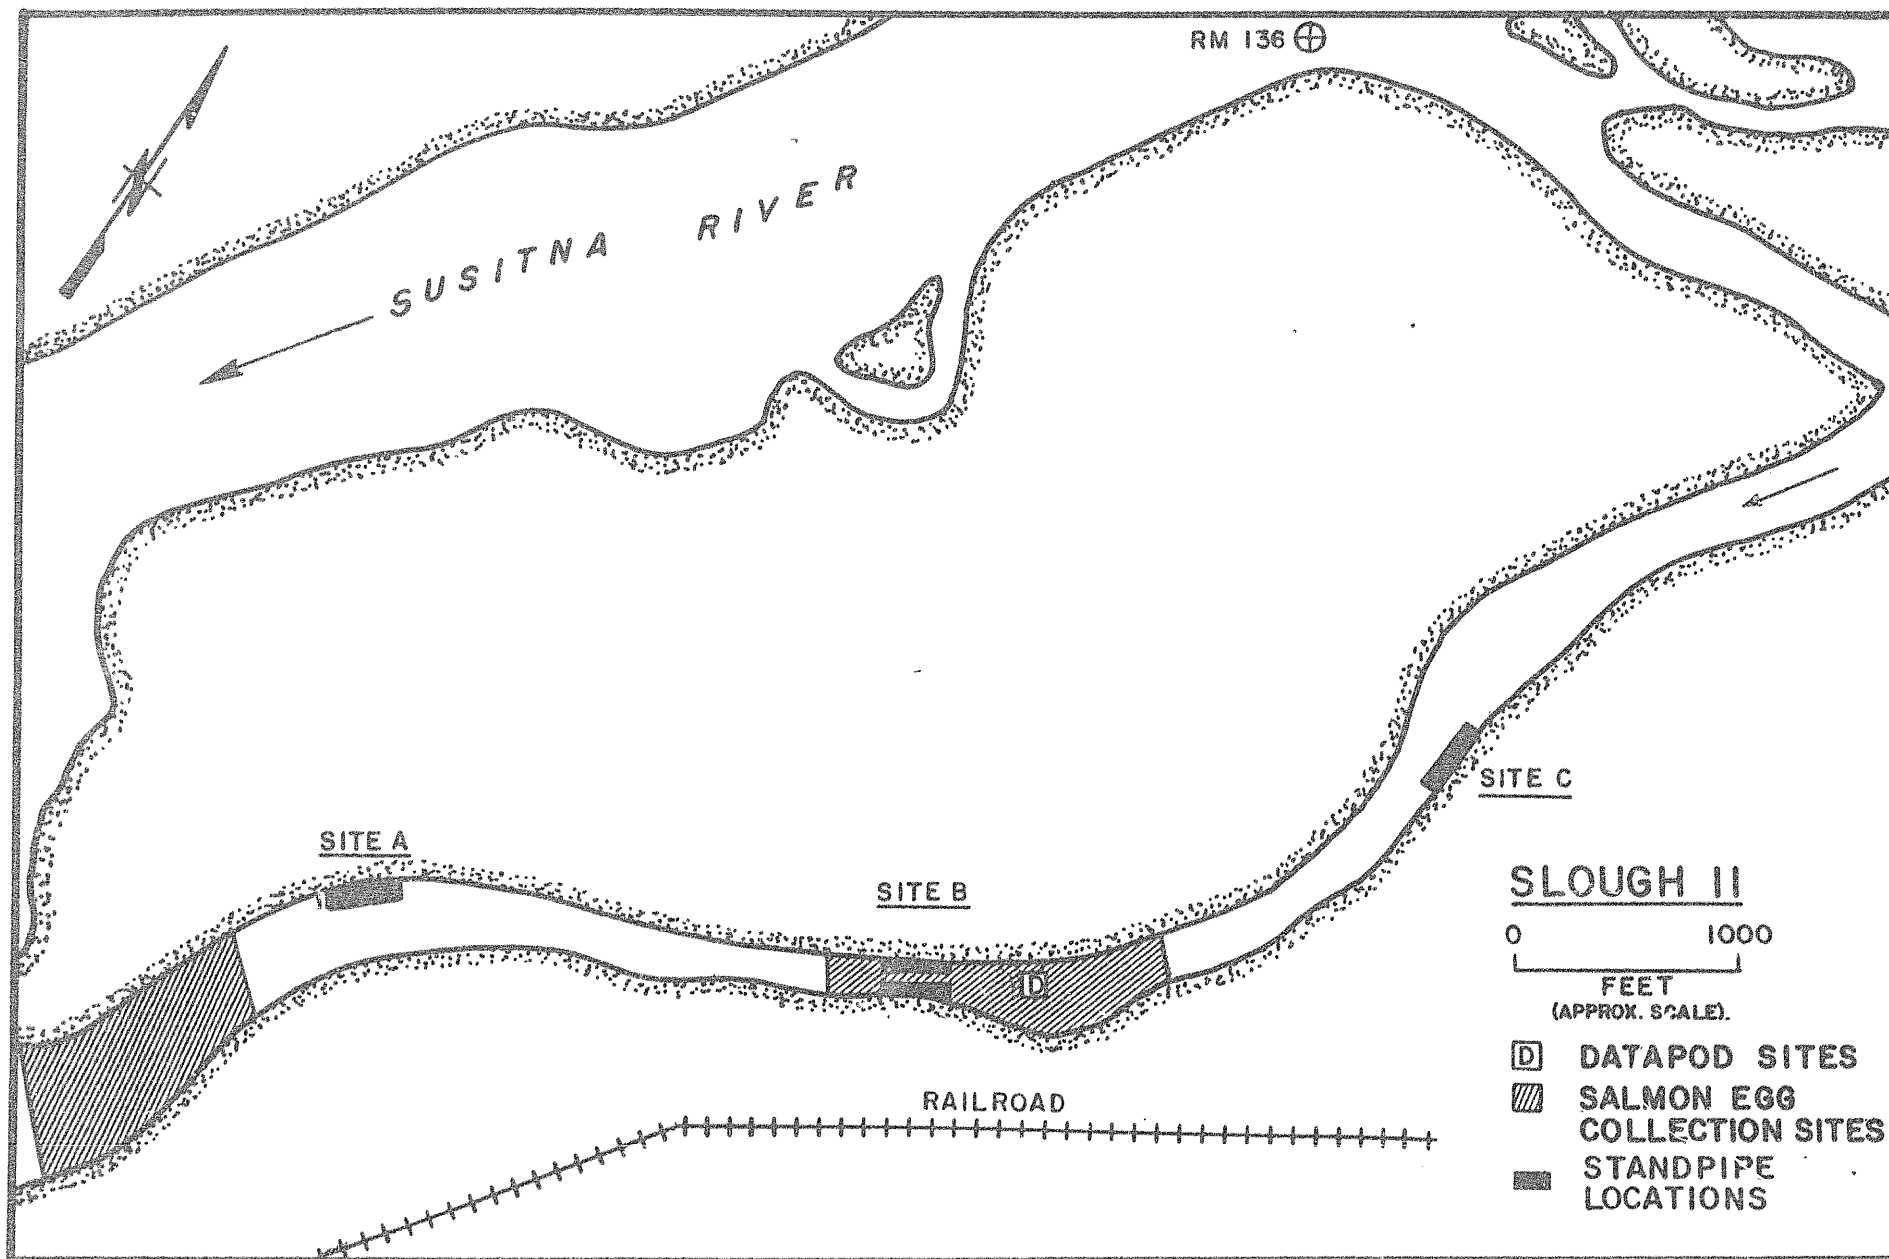 RM 136
SUSITNA RIVER
SITE C
SITE A
SITE B
SLOUGH 11
0 1000
FEET
(APPROX. SCALE).
D DATAPOD SITES
SALMON EGG
COLLECTION SITES
STANDPIPE
LOCATIONS
D
RAILROAD